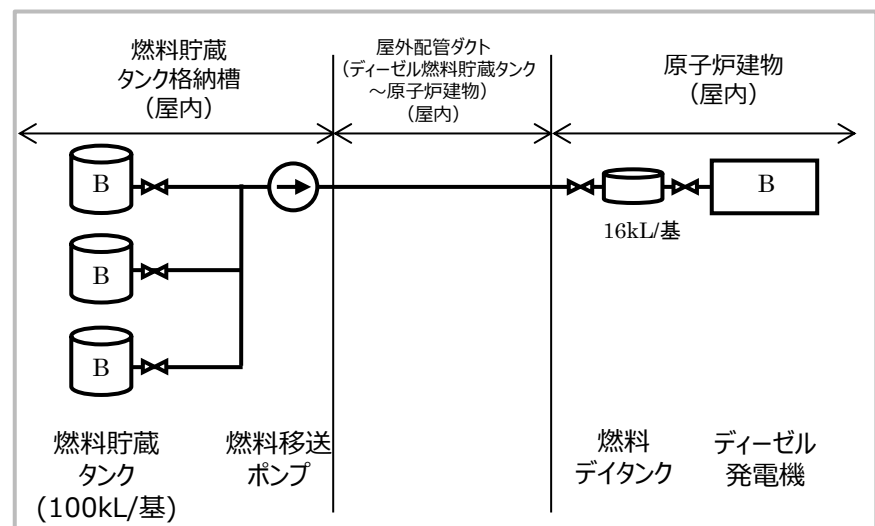 燃料貯蔵
タンク格納槽
(屋内)
屋外配管ダクト
(ディーゼル燃料貯蔵タンク
～原子炉建物)
(屋内)
原子炉建物
(屋内)
B
B
B
B
16kL/基
燃料貯蔵
タンク
(100kL/基)
燃料移送
ポンプ
燃料
デイタンク
ディーゼル
発電機